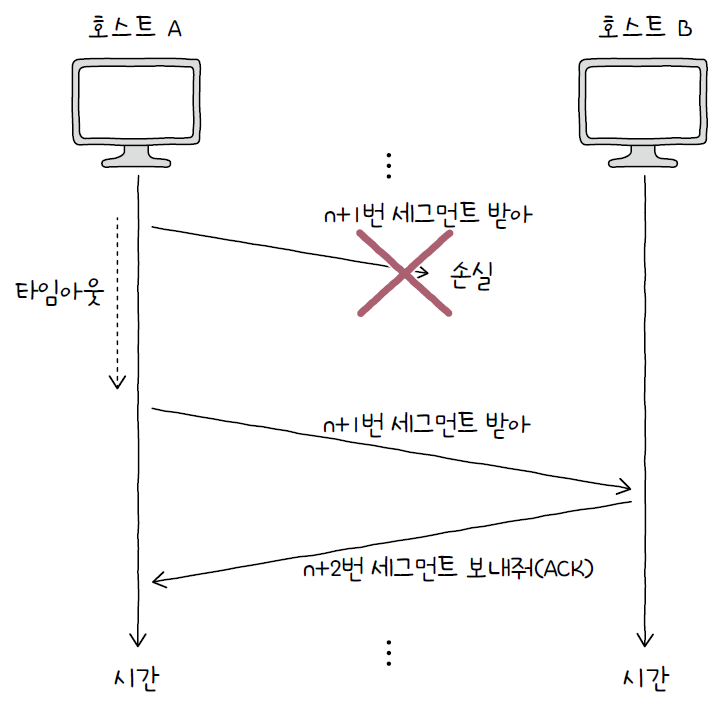 호스트 A
호스트 B
n+1번 세그먼트 받아
손실
타임아웃
n+1번 세그먼트 받아
n+2번 세그먼트 보내줘(ACK)
시간
시간